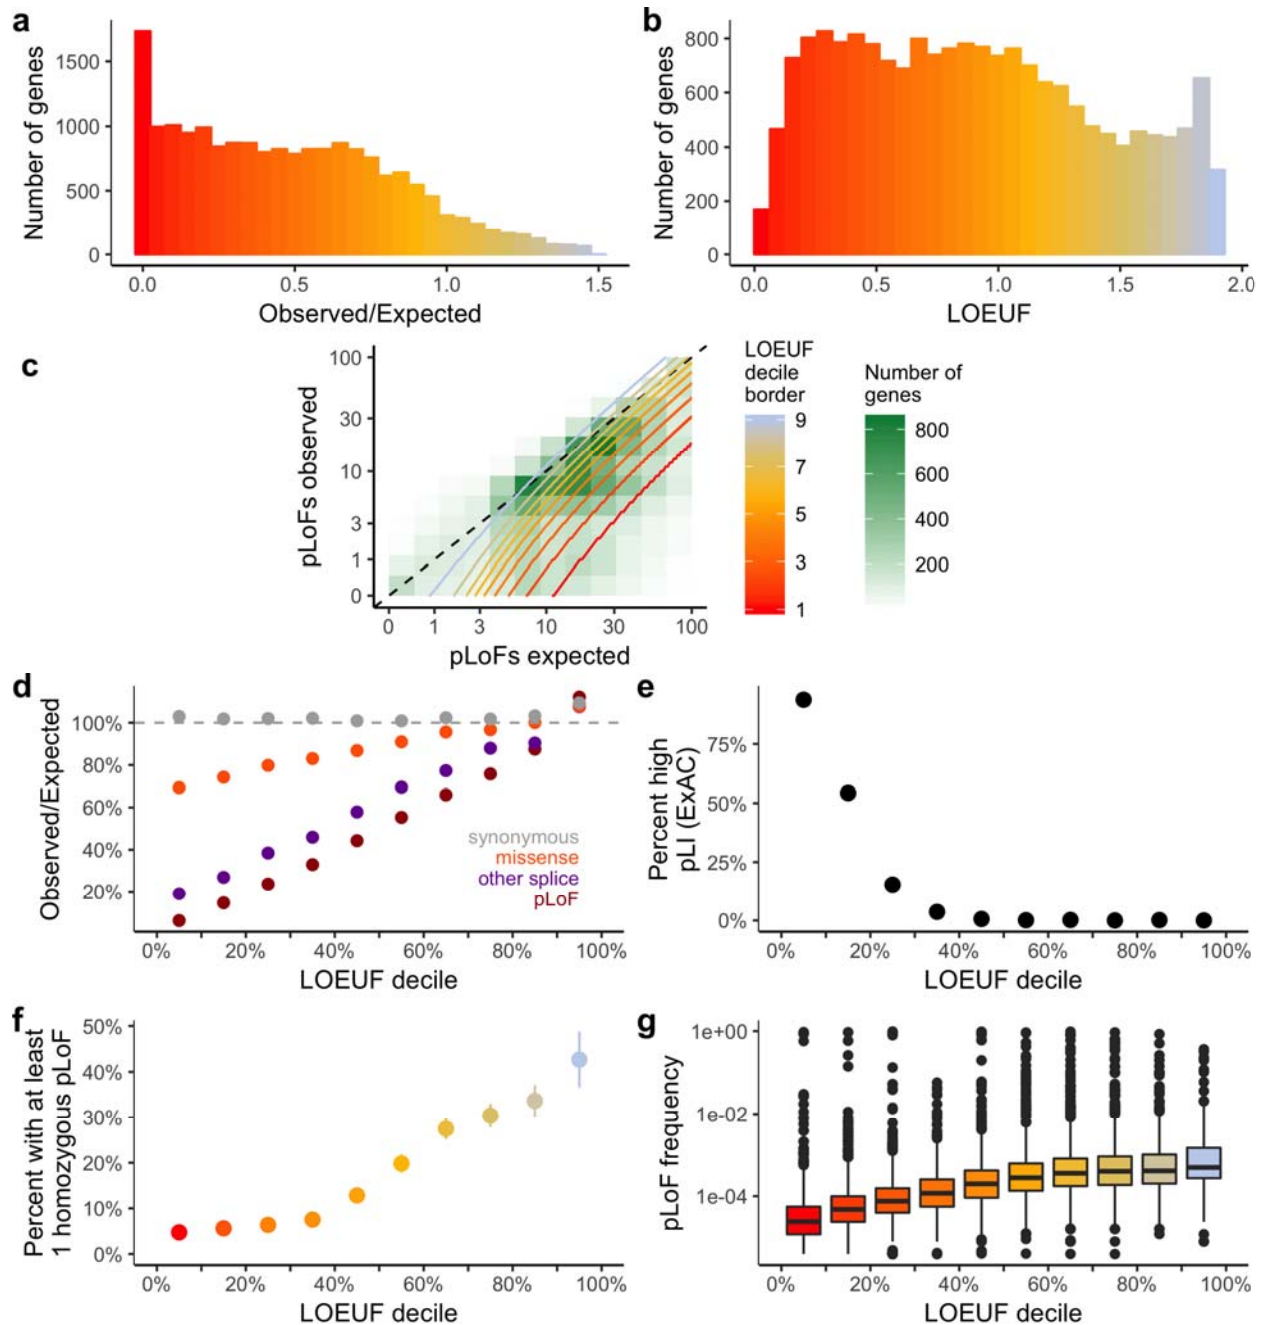 a
Number of genes
1500
1000
500
0
0.0
0.5
1.0
1.5
Observed/Expected
b
Number of genes
800
600
400
200
0
0.0
0.5
1.0
1.5
2.0
LOEUF
c
pLoFs observed
100
30
10
3
1
0
0
1
3
10
30
100
pLoFs expected
LOEUF
decile
border
9
7
5
3
1
Number of
genes
800
600
400
200
d
Observed/Expected
100%
80%
60%
40%
20%
synonymous
missense
other splice
pLoF
0%
20%
40%
60%
80%
100%
LOEUF decile
e
Percent high
pLI (ExAC)
75%
50%
25%
0%
0%
20%
40%
60%
80%
100%
LOEUF decile
f
Percent with at least
1 homozygous pLoF
50%
40%
30%
20%
10%
0%
0%
20%
40%
60%
80%
100%
LOEUF decile
g
pLoF frequency
1e+00
1e-02
1e-04
0%
20%
40%
60%
80%
100%
LOEUF decile